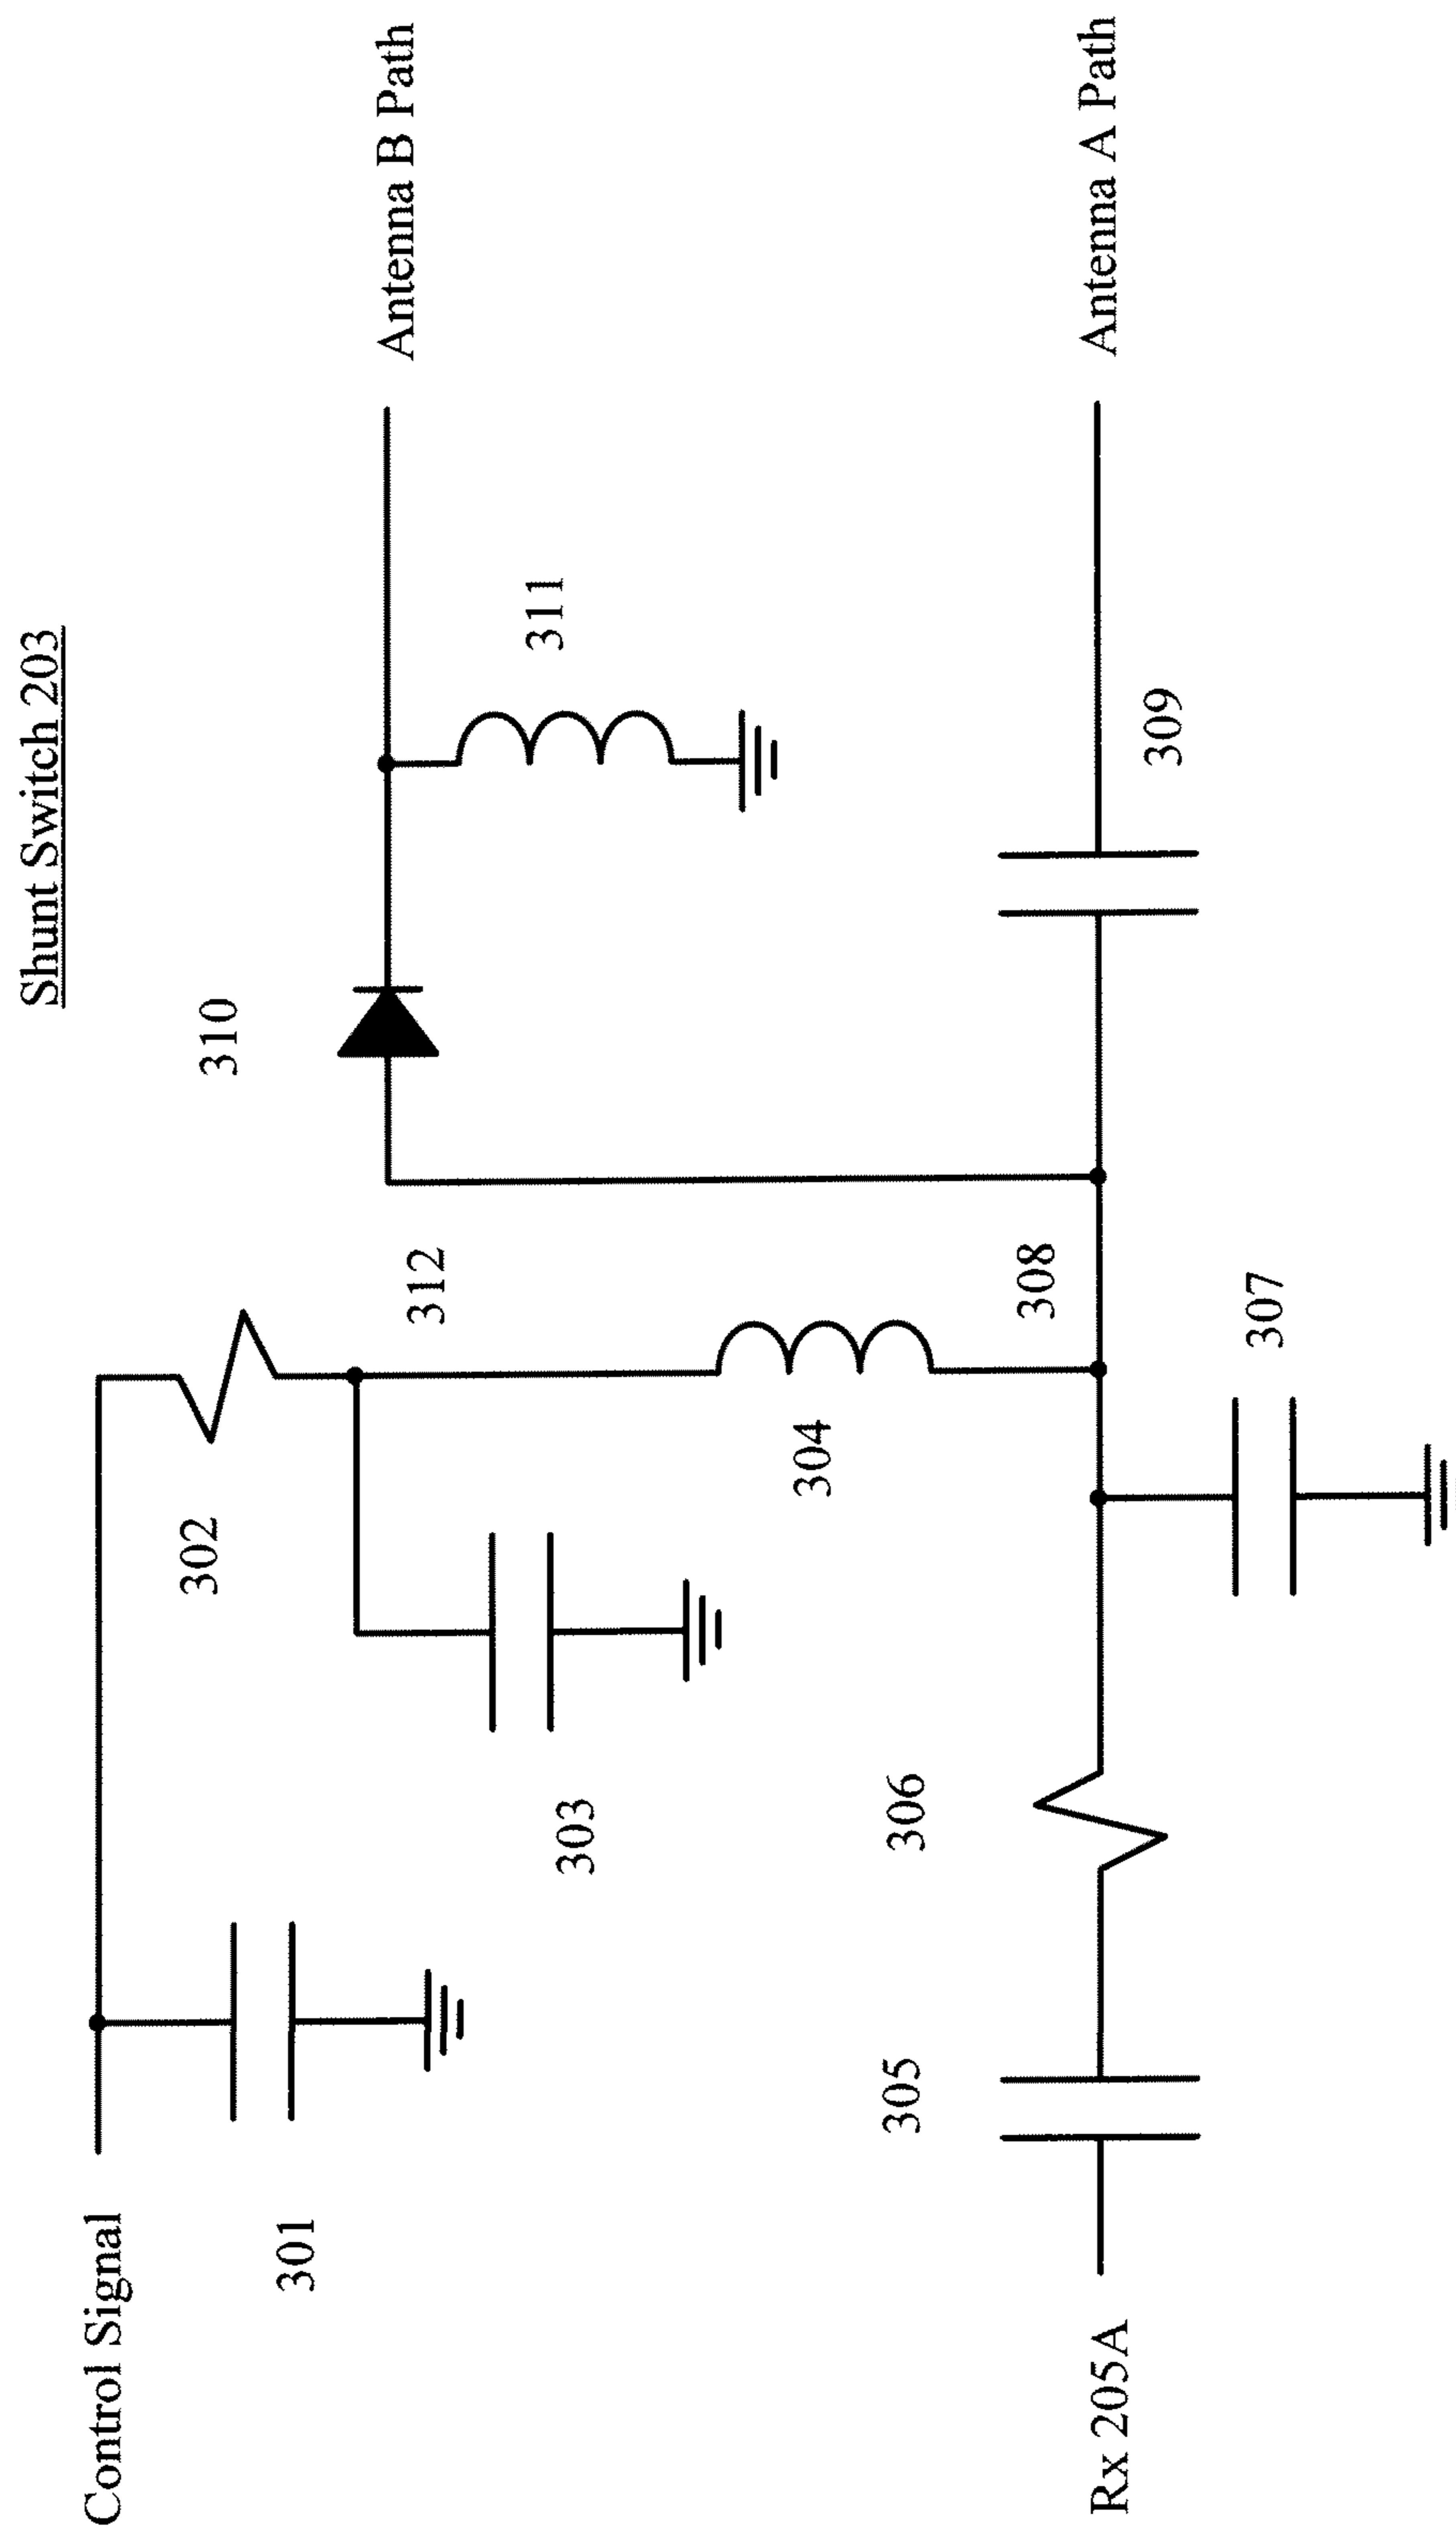 Shunt Switch 203
Control Signal
301
302
303
312
304
310
Antenna B Path
311
Rx 205A
305
306
308
307
309
Antenna A Path